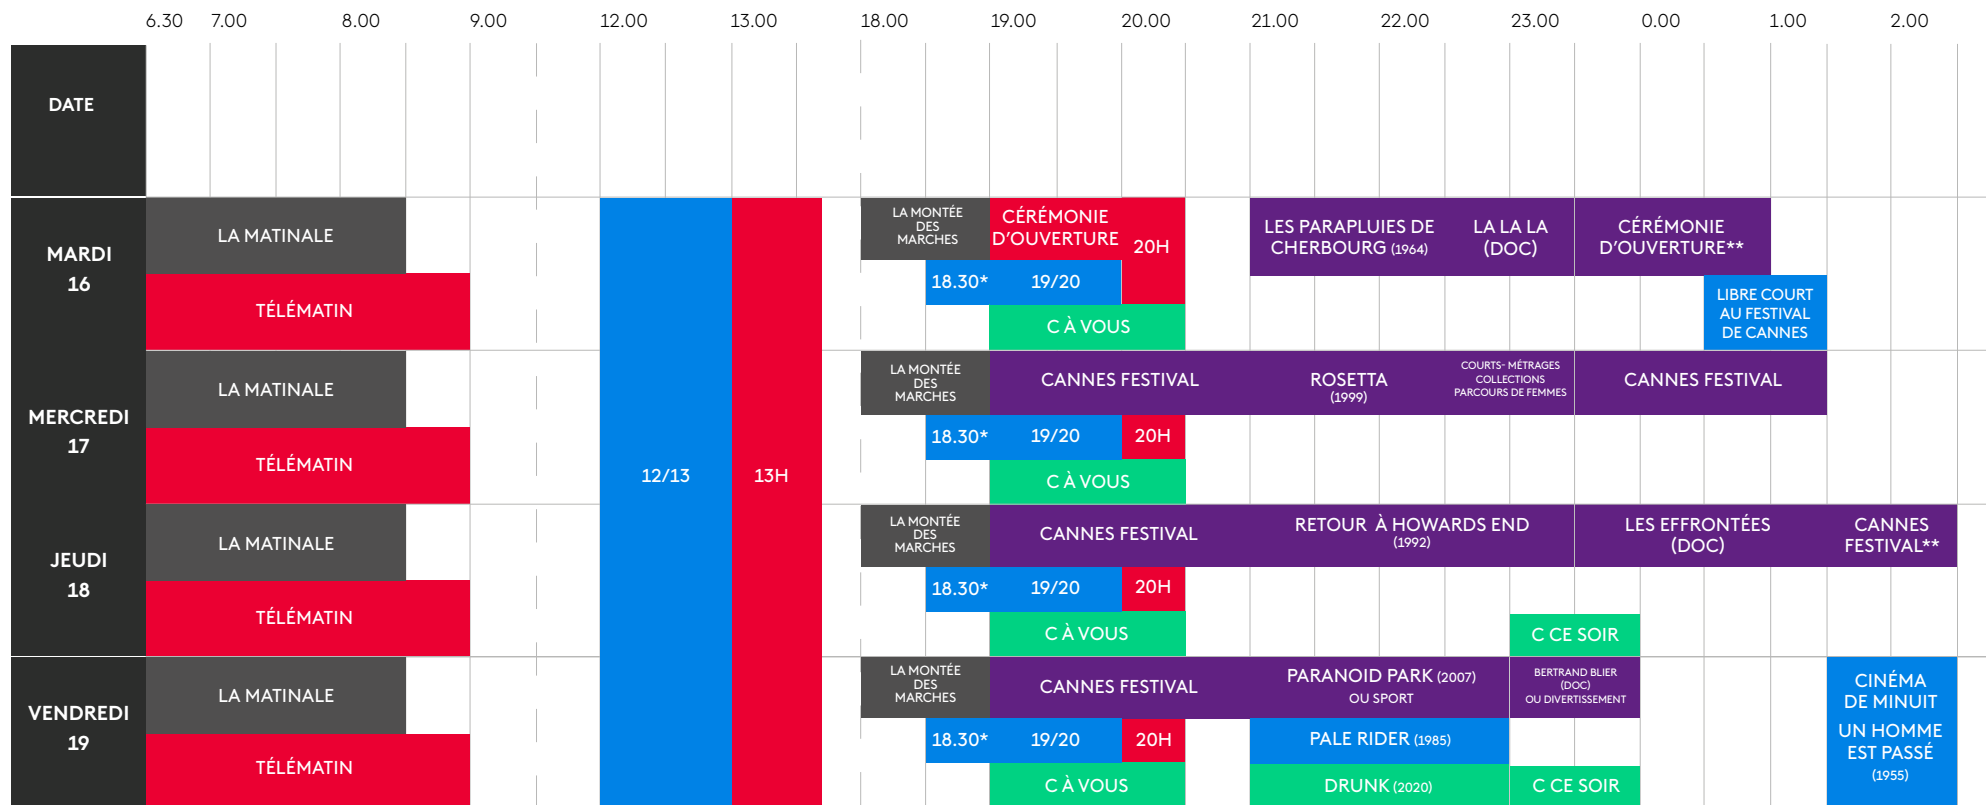 6.30 7.00 8.00 9.00 12.00 13.00 18.00 19.00 20.00 21.00 22.00 23.00 0.00 1.00 2.00
DATE
MARDI
16
LA MATINALE
TÉLÉMATIN
LA MONTÉE
DES
MARCHES
CÉRÉMONIE
D'OUVERTURE
20H
18.30*
19/20
C À VOUS
LES PARAPLUIES DE
CHERBOURG (1964)
LA LA LA
(DOC)
CÉRÉMONIE
D'OUVERTURE**
LIBRE COURT
AU FESTIVAL
DE CANNES
MERCREDI
17
LA MATINALE
TÉLÉMATIN
12/13
13H
LA MONTÉE
DES
MARCHES
CANNES FESTIVAL
ROSETTA
(1999)
COURTS- MÉTRAGES
COLLECTIONS
PARCOURS DE FEMMES
CANNES FESTIVAL
18.30*
19/20
20H
C À VOUS
JEUDI
18
LA MATINALE
TÉLÉMATIN
LA MONTÉE
DES
MARCHES
CANNES FESTIVAL
RETOUR À HOWARDS END
(1992)
LES EFFRONTÉES
(DOC)
CANNES
FESTIVAL**
18.30*
19/20
20H
C À VOUS
C CE SOIR
VENDREDI
19
LA MATINALE
TÉLÉMATIN
LA MONTÉE
DES
MARCHES
CANNES FESTIVAL
PARANOID PARK (2007)
OU SPORT
BERTRAND BLIER
(DOC)
OU DIVERTISSEMENT
18.30*
19/20
20H
PALE RIDER (1985)
C À VOUS
DRUNK (2020)
C CE SOIR
CINÉMA
DE MINUIT
UN HOMME
EST PASSÉ
(1955)